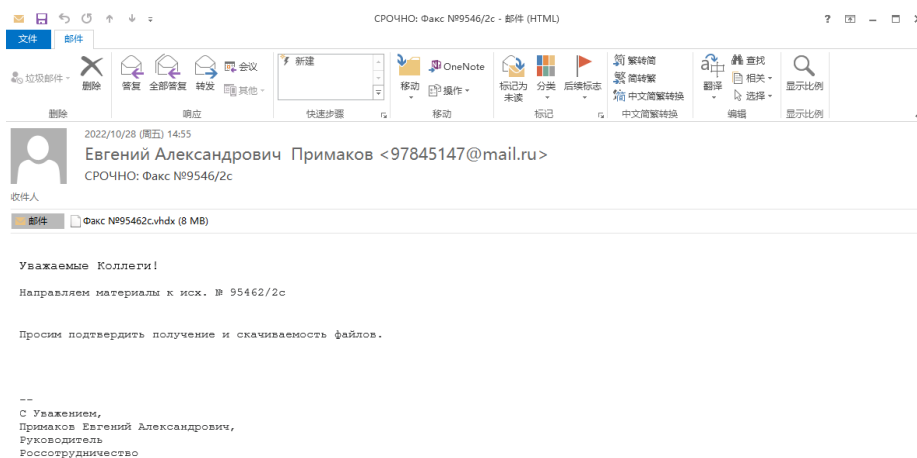 СРОЧНО: Факс №9546/2с - 邮件 (HTML)
文件 邮件
垃圾邮件 删除 答复 全部答复 转发 会议 其他 新建 移动 OneNote 操作 标记为未读 分类 后续标志 繁转简 简转繁 中文简繁转换 翻译 查找 相关 选择 显示比例
删除 响应 快速步骤 移动 标记 中文简繁转换 编辑 显示比例
2022/10/28 (周五) 14:55
Евгений Александрович Примаков <97845147@mail.ru>
СРОЧНО: Факс №9546/2с
收件人
邮件 Факс №95462с.vhdx (8 MB)
Уважаемые Коллеги!
Направляем материалы к исх. № 95462/2с
Просим подтвердить получение и скачиваемость файлов.
--
С Уважением,
Примаков Евгений Александрович,
Руководитель
Россотрудничество